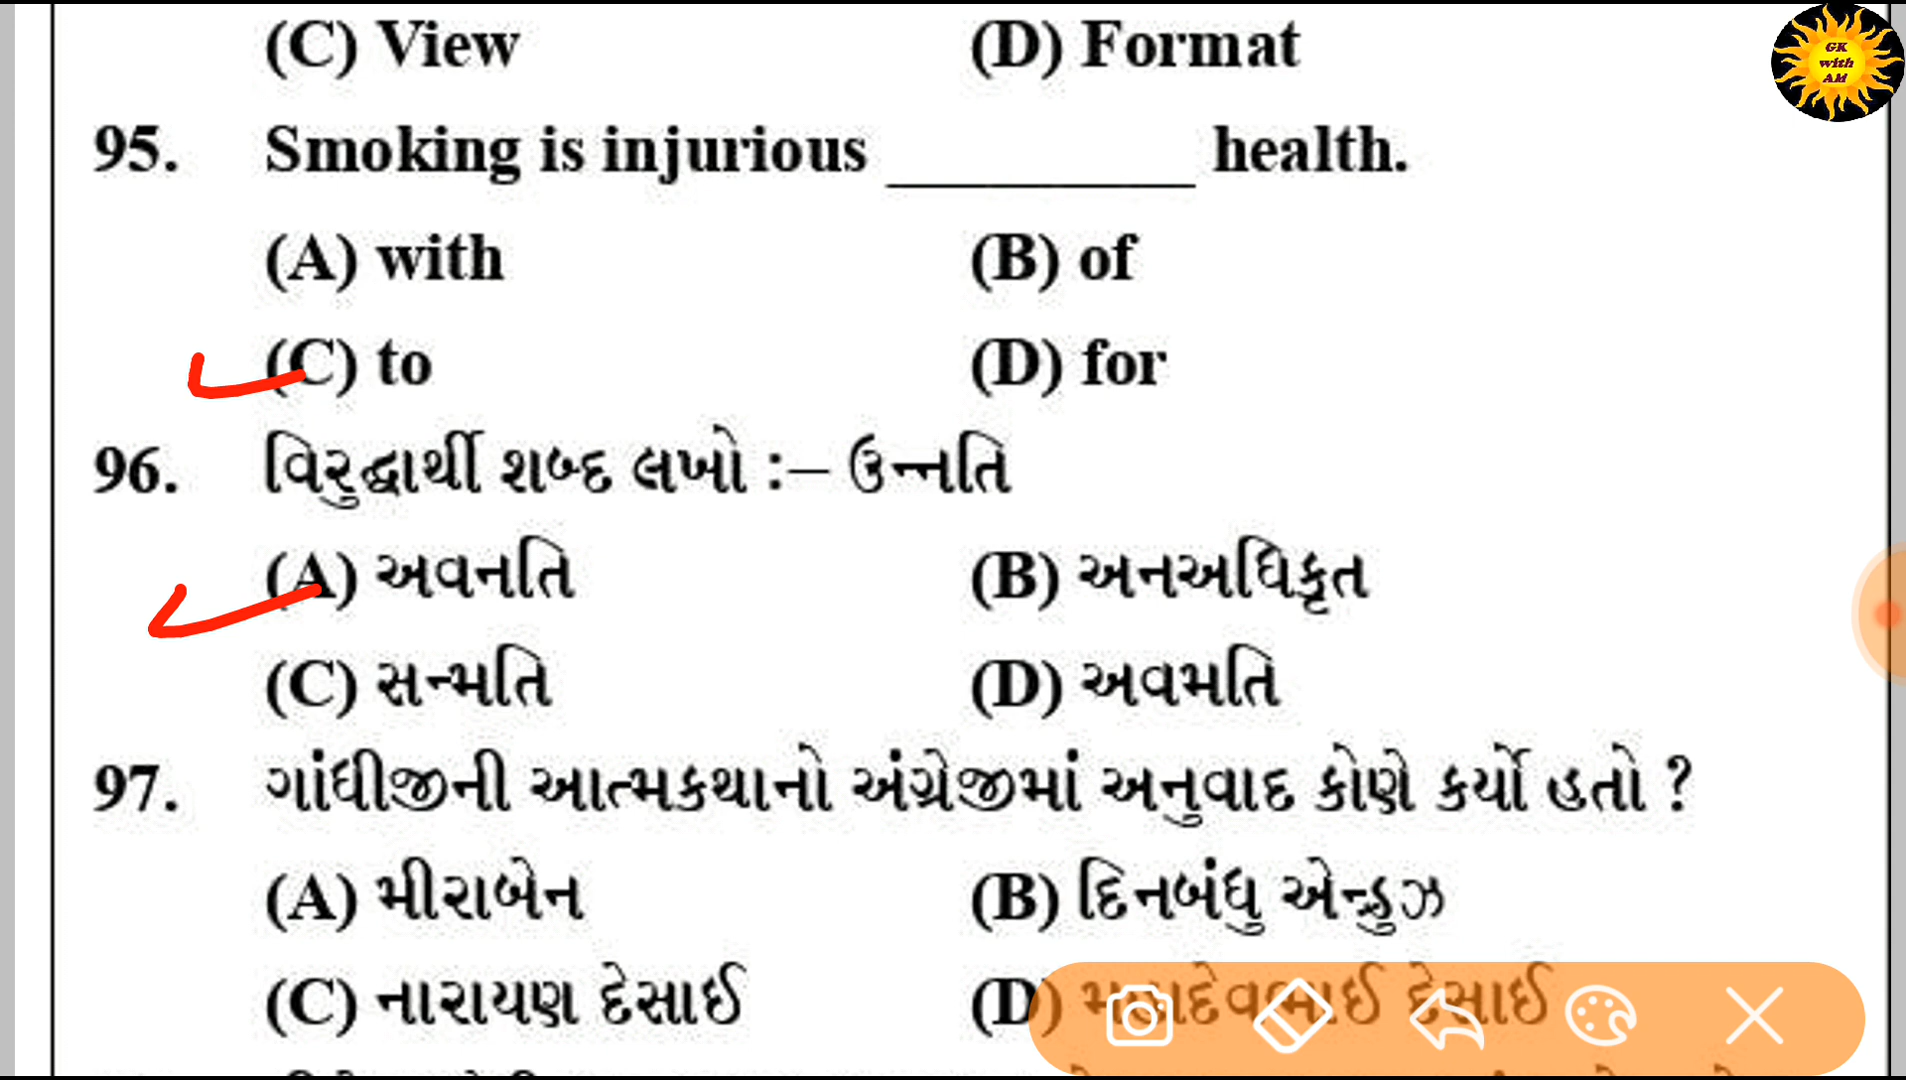 (C) View (D) Format
GK
with
AM
95. Smoking is injurious __________ health.
(A) with (B) of
(C) to (D) for
96. વિરુદ્ધાર્થી શબ્દ લખો :– ઉન્નતિ
(A) અવનતિ (B) અનઅધિકૃત
(C) સન્મતિ (D) અવમતિ
97. ગાંધીજીની આત્મકથાનો અંગ્રેજીમાં અનુવાદ કોણે કર્યો હતો ?
(A) મીરાબેન (B) દિનબંધુ એન્ડ્રુઝ
(C) નારાયણ દેસાઈ (D) મહાદેવભાઈ દેસાઈ